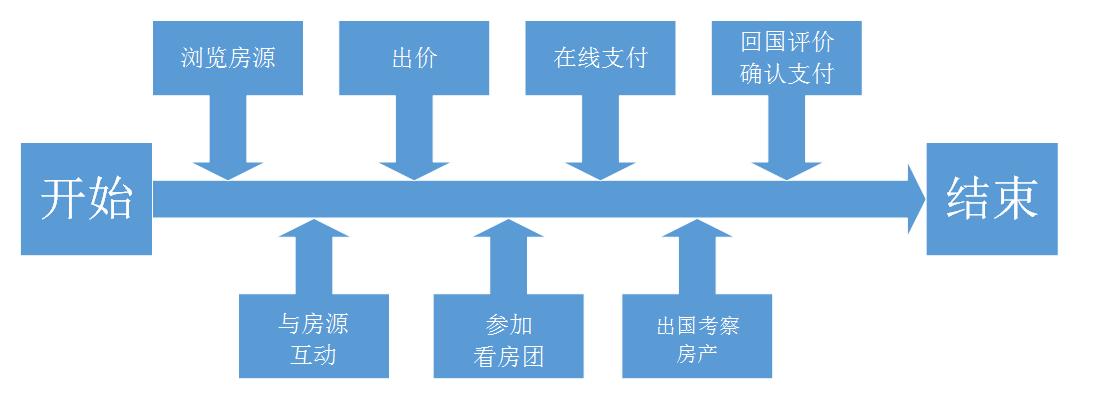 浏览房源
出价
在线支付
回国评价
确认支付
开始
结束
与房源
互动
参加
看房团
出国考察
房产